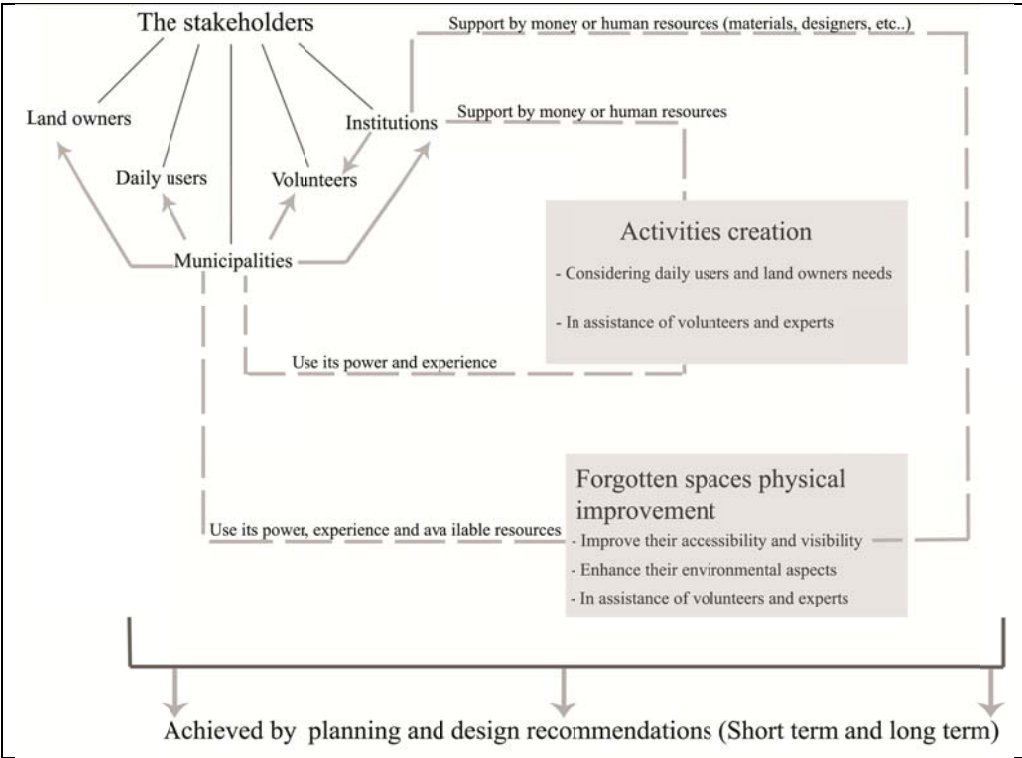 The stakeholders
Support by money or human resources (materials, designers, etc..)
Land owners
Institutions
Support by money or human resources
Daily users
Volunteers
Municipalities
Activities creation
- Considering daily users and land owners needs
- In assistance of volunteers and experts
Use its power and experience
Forgotten spaces physical
improvement
- Improve their accessibility and visibility
- Enhance their environmental aspects
- In assistance of volunteers and experts
Use its power, experience and available resources
Achieved by planning and design recommendations (Short term and long term)